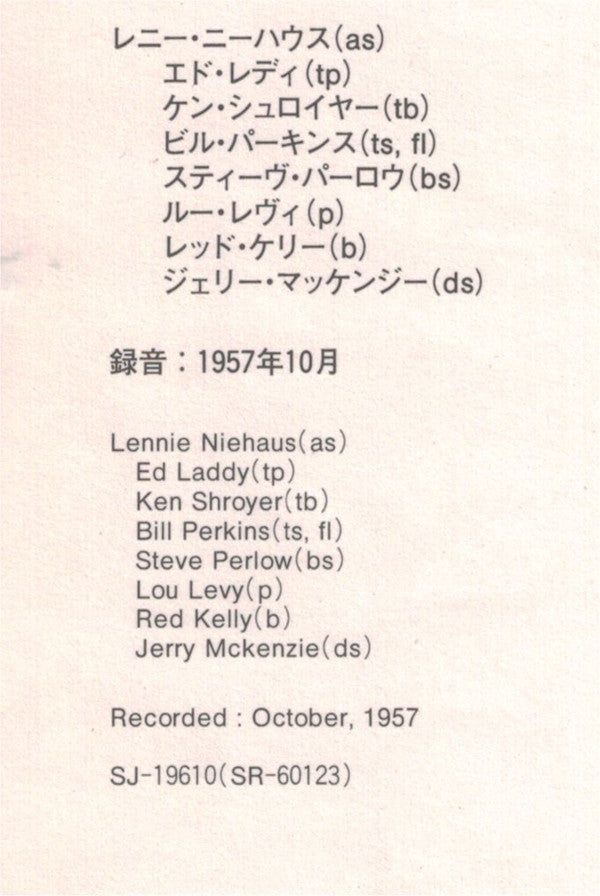 レニー・ニーハウス(as)
エド・レディ(tp)
ケン・シュロイヤー(tb)
ビル・パーキンス(ts, fl)
スティーヴ・パーロウ(bs)
ルー・レヴィ(p)
レッド・ケリー(b)
ジェリー・マッケンジー(ds)
録音：1957年10月
Lennie Niehaus(as)
Ed Laddy(tp)
Ken Shroyer(tb)
Bill Perkins(ts, fl)
Steve Perlow(bs)
Lou Levy(p)
Red Kelly(b)
Jerry Mckenzie(ds)
Recorded : October, 1957
SJ-19610(SR-60123)